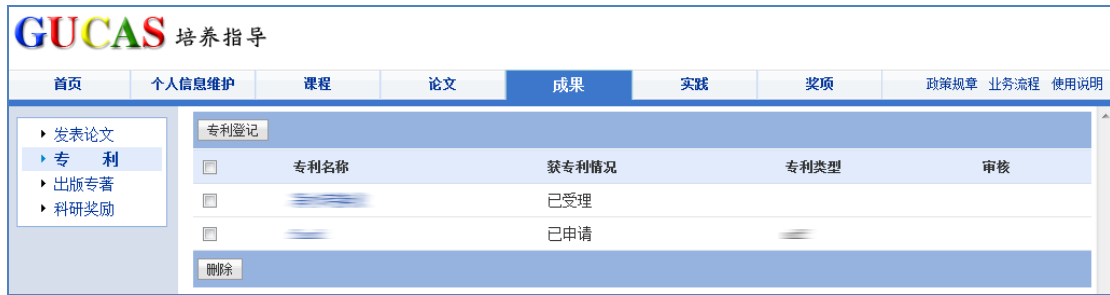 GUCAS 培养指导
首页 个人信息维护 课程 论文 成果 实践 奖项 政策规章 业务流程 使用说明
发表论文
专 利
出版专著
科研奖励
专利登记
专利名称 获专利情况 专利类型 审核
已受理
已申请
删除